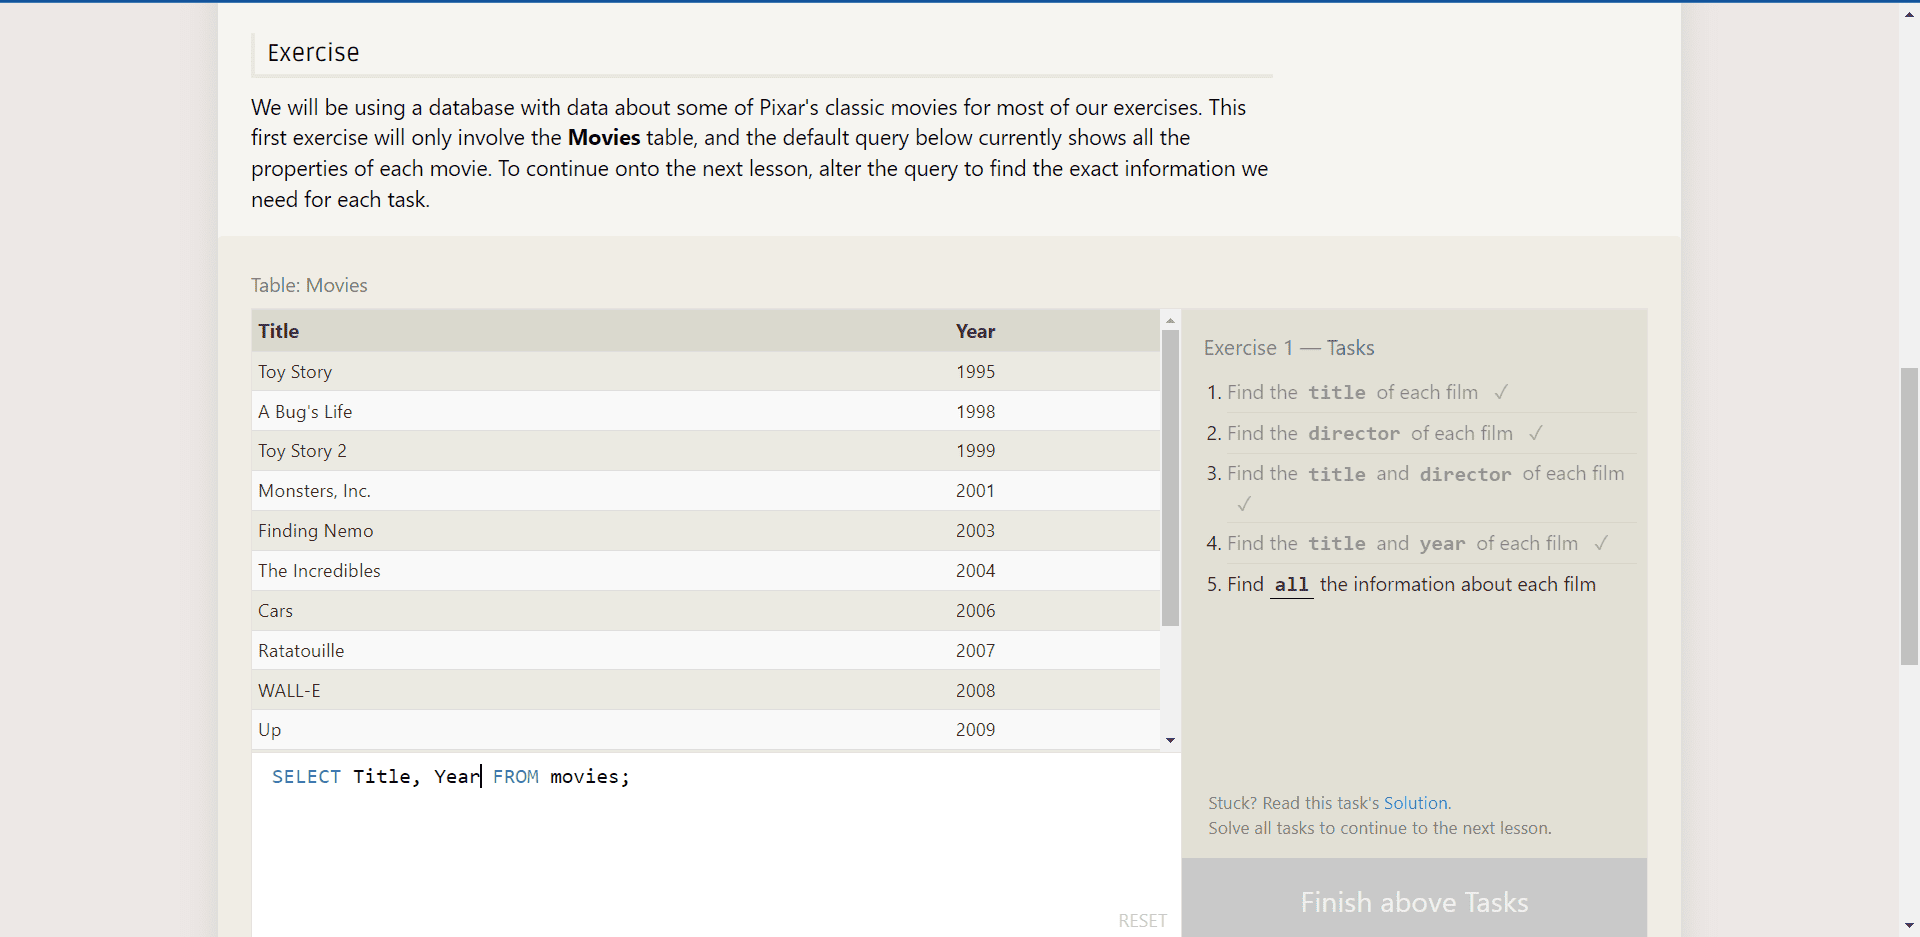 Exercise
We will be using a database with data about some of Pixar's classic movies for most of our exercises. This
first exercise will only involve the Movies table, and the default query below currently shows all the
properties of each movie. To continue onto the next lesson, alter the query to find the exact information we
need for each task.
Table: Movies
Title Year
Toy Story 1995
A Bug's Life 1998
Toy Story 2 1999
Monsters, Inc. 2001
Finding Nemo 2003
The Incredibles 2004
Cars 2006
Ratatouille 2007
WALL-E 2008
Up 2009
SELECT Title, Year FROM movies;
RESET
Exercise 1 — Tasks
1. Find the title of each film ✓
2. Find the director of each film ✓
3. Find the title and director of each film
✓
4. Find the title and year of each film ✓
5. Find all the information about each film
Stuck? Read this task's Solution.
Solve all tasks to continue to the next lesson.
Finish above Tasks